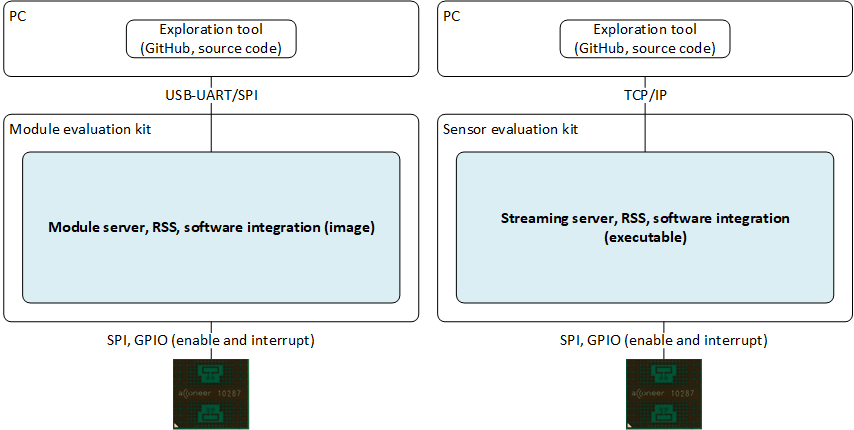 PC
Exploration tool
(GitHub, source code)
USB-UART/SPI
Module evaluation kit
Module server, RSS, software integration (image)
SPI, GPIO (enable and interrupt)
acconeer 10287
PC
Exploration tool
(GitHub, source code)
TCP/IP
Sensor evaluation kit
Streaming server, RSS, software integration
(executable)
SPI, GPIO (enable and interrupt)
acconeer 10287